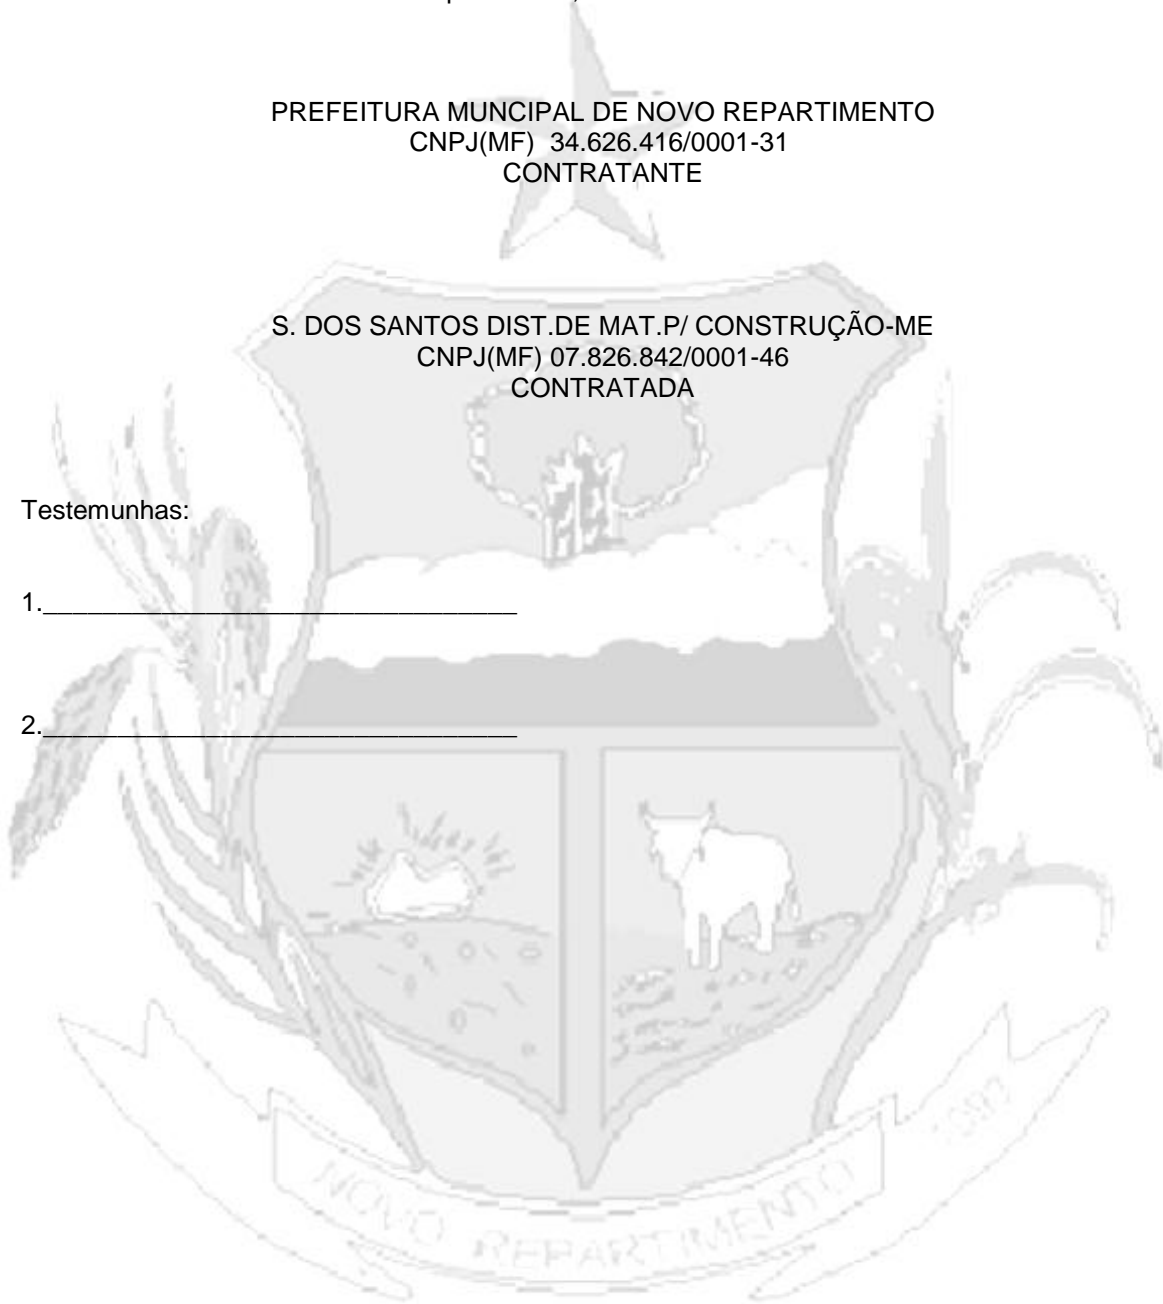 PREFEITURA MUNCIPAL DE NOVO REPARTIMENTO
CNPJ(MF) 34.626.416/0001-31
CONTRATANTE
S. DOS SANTOS DIST.DE MAT.P/ CONSTRUÇÃO-ME
CNPJ(MF) 07.826.842/0001-46
CONTRATADA
Testemunhas:
1.________________________________
2.________________________________
NOVO REPARTIMENTO